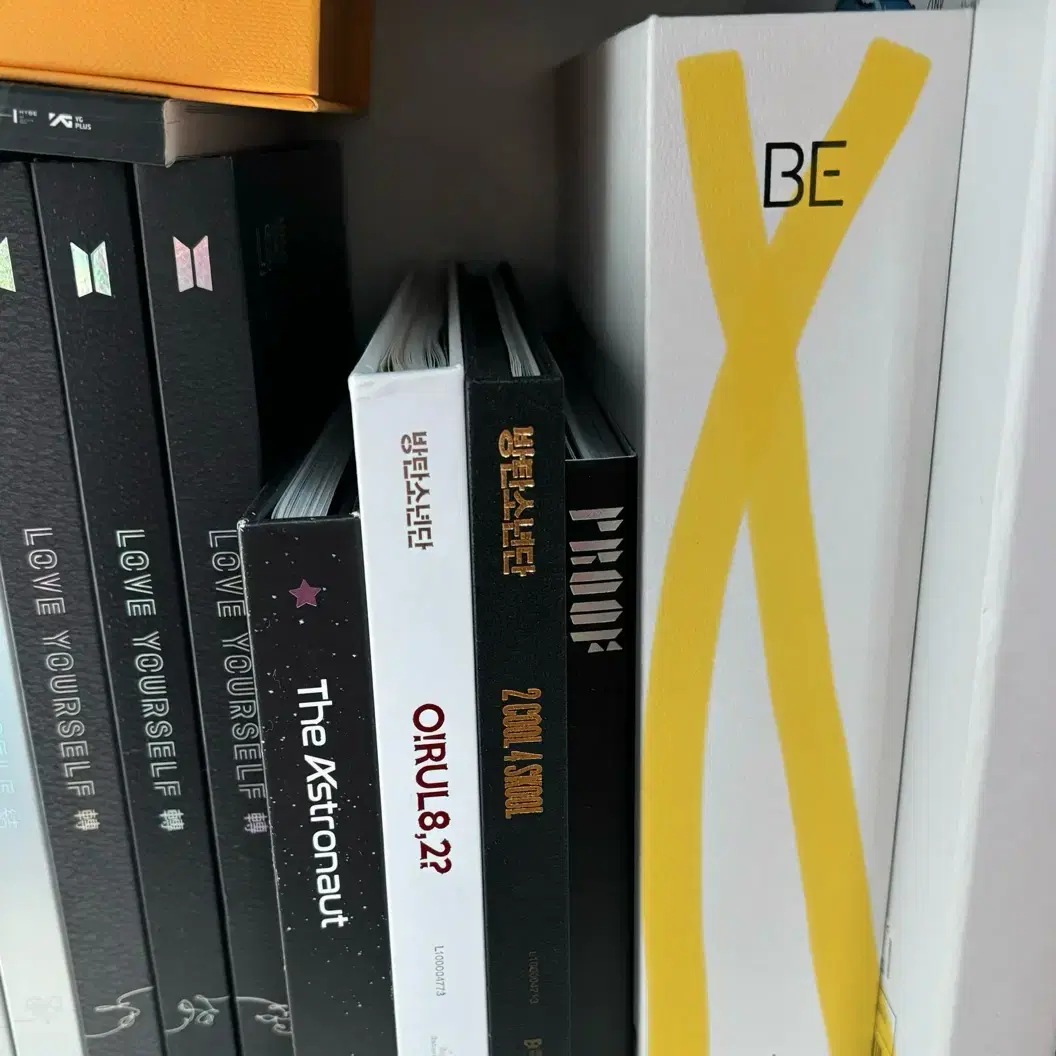 HYBE
YG PLUS
LOVE YOURSELF 轉
LOVE YOURSELF 轉
LOVE YOURSELF 轉
The Astronaut
방탄소년단
O!RUL8,2?
L100004773
방탄소년단
2 COOL 4 SKOOL
PROOF
BE